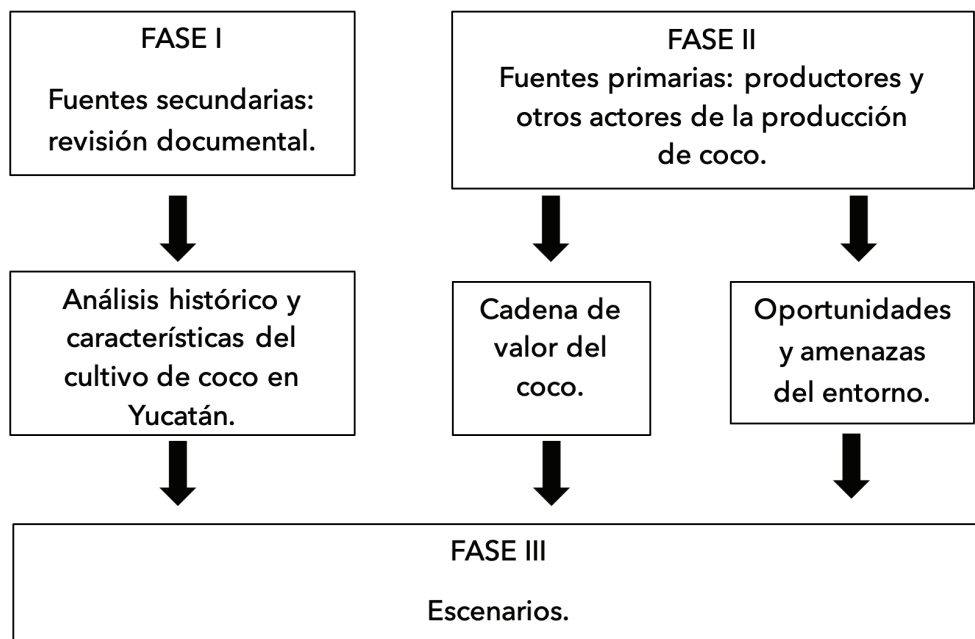 FASE I
Fuentes secundarias:
revisión documental.
FASE II
Fuentes primarias: productores y
otros actores de la producción
de coco.
Análisis histórico y
características del
cultivo de coco en
Yucatán.
Cadena de
valor del
coco.
Oportunidades
y amenazas
del entorno.
FASE III
Escenarios.